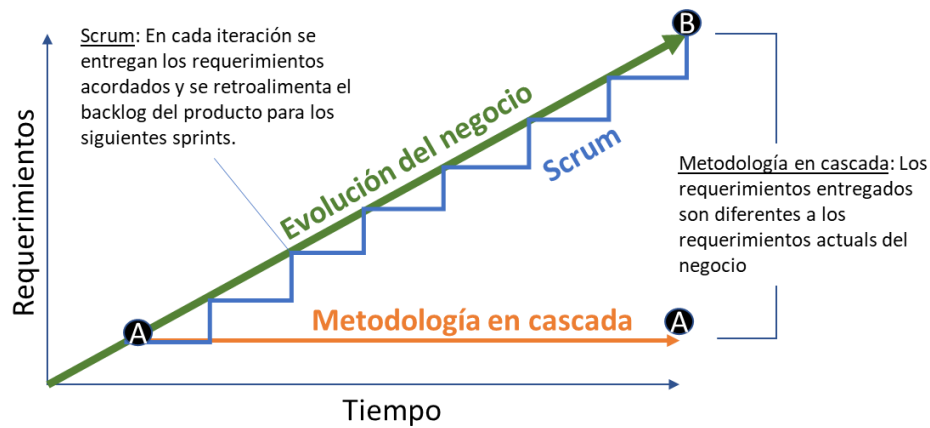 Scrum: En cada iteración se
entregan los requerimientos
acordados y se retroalimenta el
backlog del producto para los
siguientes sprints.
B
Requerimientos
Evolución del negocio
Scrum
Metodología en cascada: Los
requerimientos entregados
son diferentes a los
requerimientos actuals del
negocio
A
Metodología en cascada
A
Tiempo